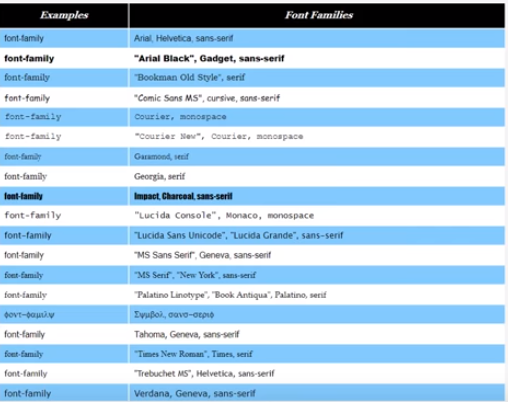 Examples Font Families
font-family Arial, Helvetica, sans-serif
font-family "Arial Black", Gadget, sans-serif
font-family "Bookman Old Style", serif
font-family "Comic Sans MS", cursive, sans-serif
font-family Courier, monospace
font-family "Courier New", Courier, monospace
font-family Garamond, serif
font-family Georgia, serif
font-family Impact, Charcoal, sans-serif
font-family "Lucida Console", Monaco, monospace
font-family "Lucida Sans Unicode", "Lucida Grande", sans-serif
font-family "MS Sans Serif", Geneva, sans-serif
font-family "MS Serif", "New York", sans-serif
font-family "Palatino Linotype", "Book Antiqua", Palatino, serif
φοντ-φαμιλψ Σψμβολ, σανσ-σεριφ
font-family Tahoma, Geneva, sans-serif
font-family "Times New Roman", Times, serif
font-family "Trebuchet MS", Helvetica, sans-serif
font-family Verdana, Geneva, sans-serif